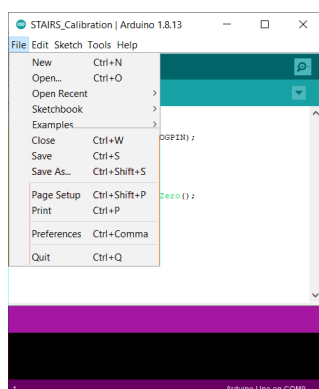 STAIRS_Calibration | Arduino 1.8.13
File Edit Sketch Tools Help
New Ctrl+N
Open... Ctrl+O
Open Recent
Sketchbook
Examples
Close Ctrl+W
OGPIN);
Save Ctrl+S
Save As... Ctrl+Shift+S
Page Setup Ctrl+Shift+P
Zero();
Print Ctrl+P
Preferences Ctrl+Comma
Quit Ctrl+Q
1 Arduino Uno on COM9